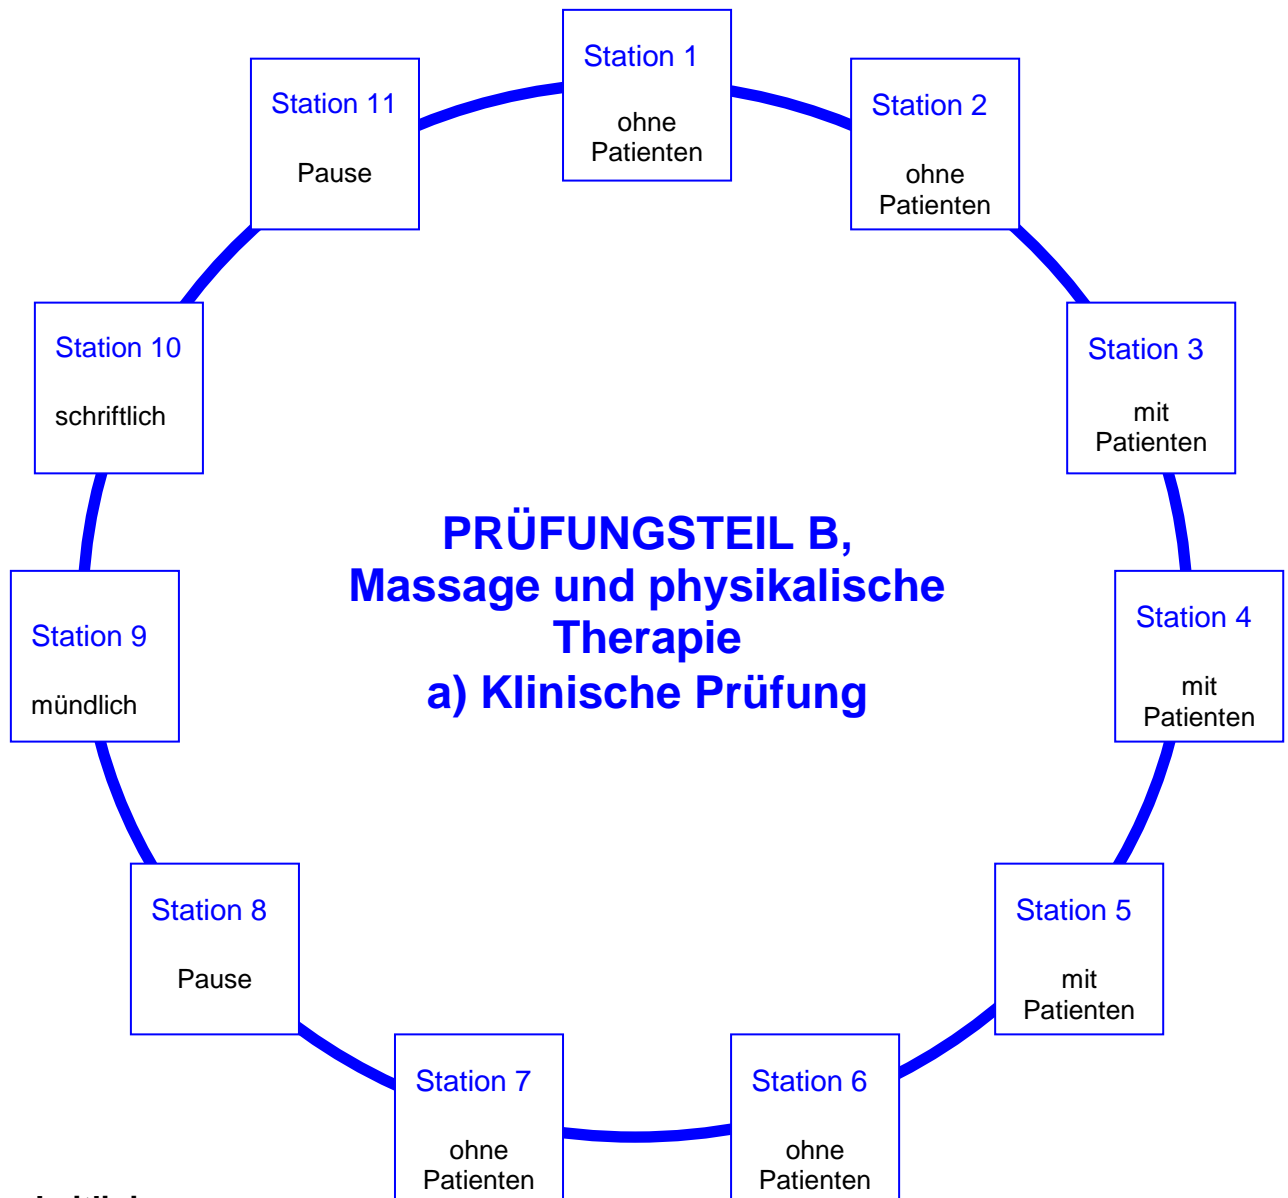 Station 1
ohne
Patienten
Station 2
ohne
Patienten
Station 3
mit
Patienten
Station 4
mit
Patienten
Station 5
mit
Patienten
Station 6
ohne
Patienten
Station 7
ohne
Patienten
Station 8
Pause
Station 9
mündlich
Station 10
schriftlich
Station 11
Pause
PRÜFUNGSTEIL B,
Massage und physikalische
Therapie
a) Klinische Prüfung